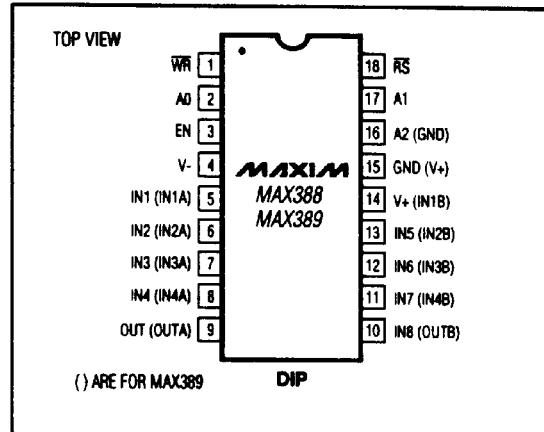 TOP VIEW
W̅R̅ 1
A0 2
EN 3
V- 4
IN1 (IN1A) 5
IN2 (IN2A) 6
IN3 (IN3A) 7
IN4 (IN4A) 8
OUT (OUTA) 9
MAXIM
MAX388
MAX389
18 R̅S̅
17 A1
16 A2 (GND)
15 GND (V+)
14 V+ (IN1B)
13 IN5 (IN2B)
12 IN6 (IN3B)
11 IN7 (IN4B)
10 IN8 (OUTB)
( ) ARE FOR MAX389
DIP